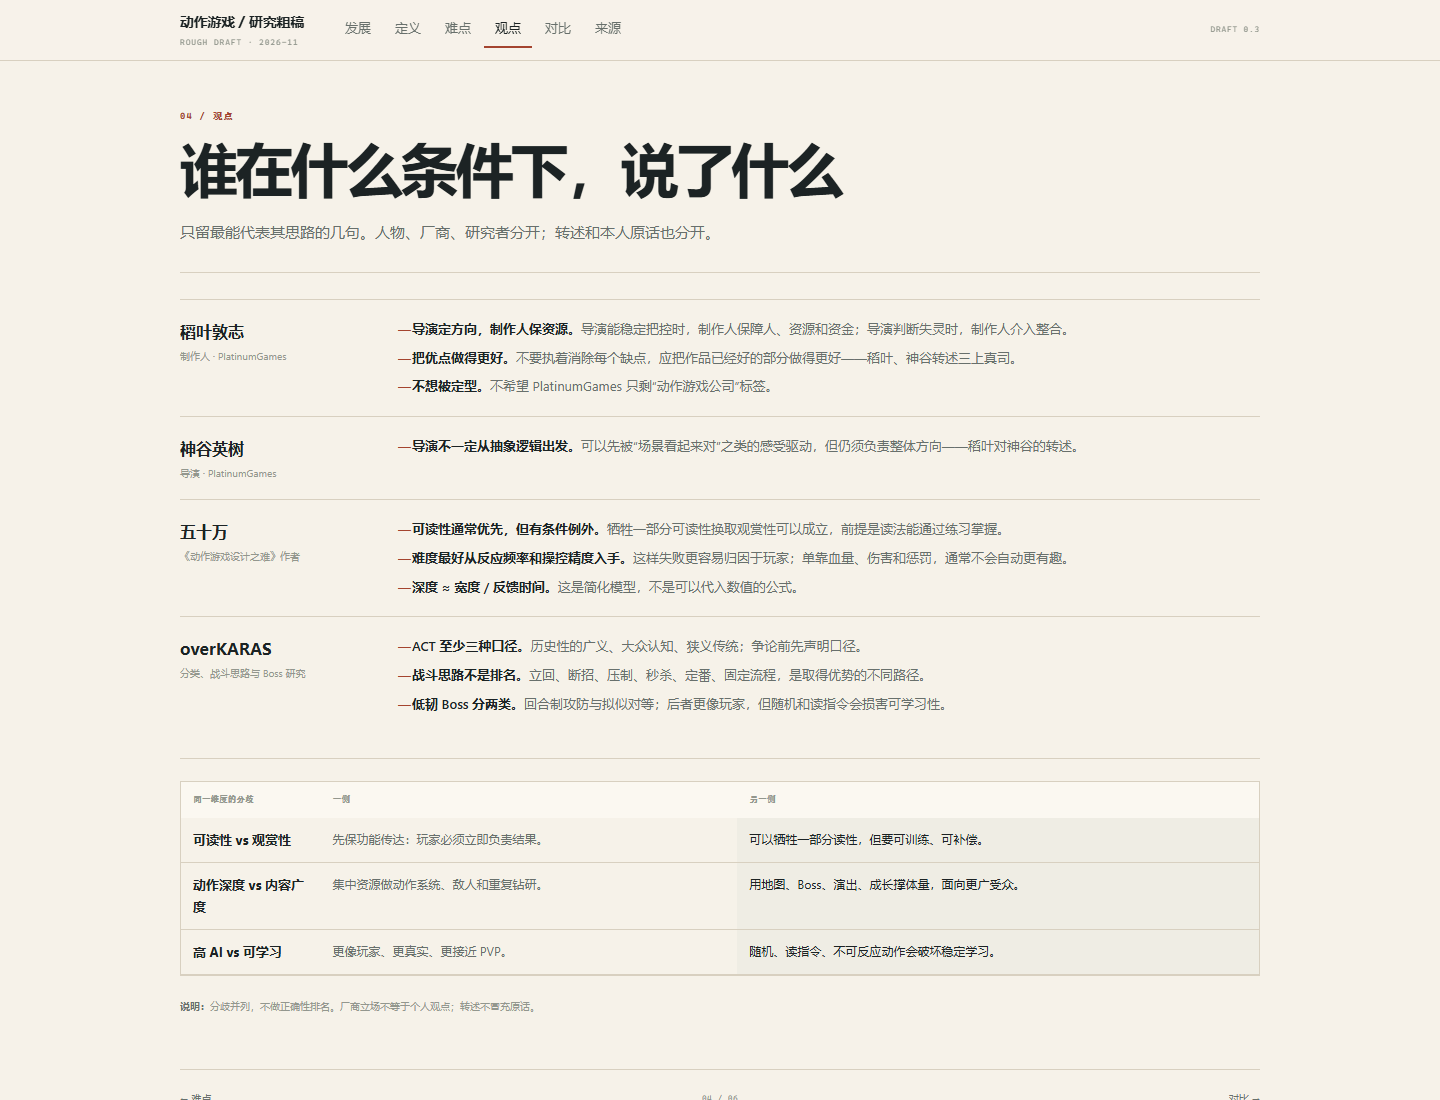 动作游戏 / 研究粗稿
ROUGH DRAFT · 2026-11
发展 定义 难点 观点 对比 来源
DRAFT 0.3
04 / 观点
谁在什么条件下，说了什么
只留最能代表其思路的几句。人物、厂商、研究者分开；转述和本人原话也分开。
稻叶敦志
制作人 · PlatinumGames
—导演定方向，制作人保资源。导演能稳定把控时，制作人保障人、资源和资金；导演判断失灵时，制作人介入整合。
—把优点做得更好。不要执着消除每个缺点，应把作品已经好的部分做得更好——稻叶、神谷转述三上真司。
—不想被定型。不希望 PlatinumGames 只剩“动作游戏公司”标签。
神谷英树
导演 · PlatinumGames
—导演不一定从抽象逻辑出发。可以先被“场景看起来对”之类的感受驱动，但仍须负责整体方向——稻叶对神谷的转述。
五十万
《动作游戏设计之难》作者
—可读性通常优先，但有条件例外。牺牲一部分可读性换取观赏性可以成立，前提是读法能通过练习掌握。
—难度最好从反应频率和操控精度入手。这样失败更容易归因于玩家；单靠血量、伤害和惩罚，通常不会自动更有趣。
—深度 ≈ 宽度 / 反馈时间。这是简化模型，不是可以代入数值的公式。
overKARAS
分类、战斗思路与 Boss 研究
—ACT 至少三种口径。历史性的广义、大众认知、狭义传统；争论前先声明口径。
—战斗思路不是排名。立回、断招、压制、秒杀、定番、固定流程，是取得优势的不同路径。
—低韧 Boss 分两类。回合制攻防与拟似对等；后者更像玩家，但随机和读指令会损害可学习性。
同一维度的分歧 一侧 另一侧
可读性 vs 观赏性 先保功能传达：玩家必须立即负责结果。 可以牺牲一部分读性，但要可训练、可补偿。
动作深度 vs 内容广
度
集中资源做动作系统、敌人和重复钻研。 用地图、Boss、演出、成长撑体量，面向更广受众。
高 AI vs 可学习 更像玩家、更真实、更接近 PVP。 随机、读指令、不可反应动作会破坏稳定学习。
说明：分歧并列，不做正确性排名。厂商立场不等于个人观点；转述不冒充原话。
← 难点 04 / 06 对比 →